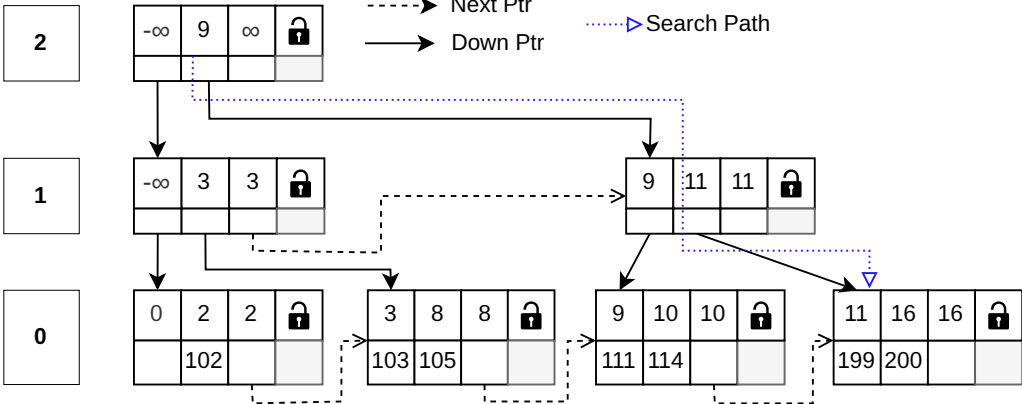 Next Ptr
Down Ptr
Search Path
2
-∞ 9 ∞
1
-∞ 3 3
9 11 11
0
0 2 2
102
3 8 8
103 105
9 10 10
111 114
11 16 16
199 200